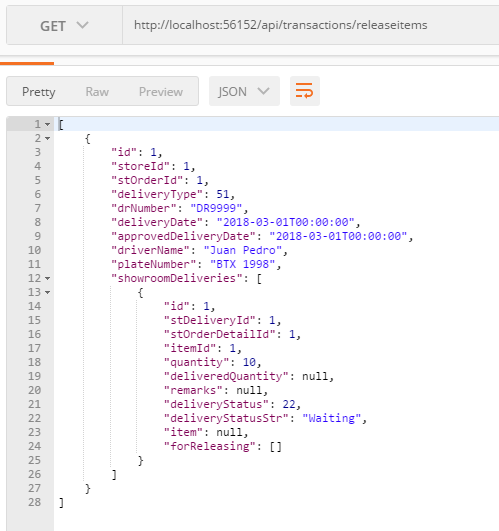 GET http://localhost:56152/api/transactions/releaseitems
Pretty Raw Preview JSON
1 [
2 {
3 "id": 1,
4 "storeId": 1,
5 "stOrderId": 1,
6 "deliveryType": 51,
7 "drNumber": "DR9999",
8 "deliveryDate": "2018-03-01T00:00:00",
9 "approvedDeliveryDate": "2018-03-01T00:00:00",
10 "driverName": "Juan Pedro",
11 "plateNumber": "BTX 1998",
12 "showroomDeliveries": [
13 {
14 "id": 1,
15 "stDeliveryId": 1,
16 "stOrderDetailId": 1,
17 "itemId": 1,
18 "quantity": 10,
19 "deliveredQuantity": null,
20 "remarks": null,
21 "deliveryStatus": 22,
22 "deliveryStatusStr": "Waiting",
23 "item": null,
24 "forReleasing": []
25 }
26 ]
27 }
28 ]